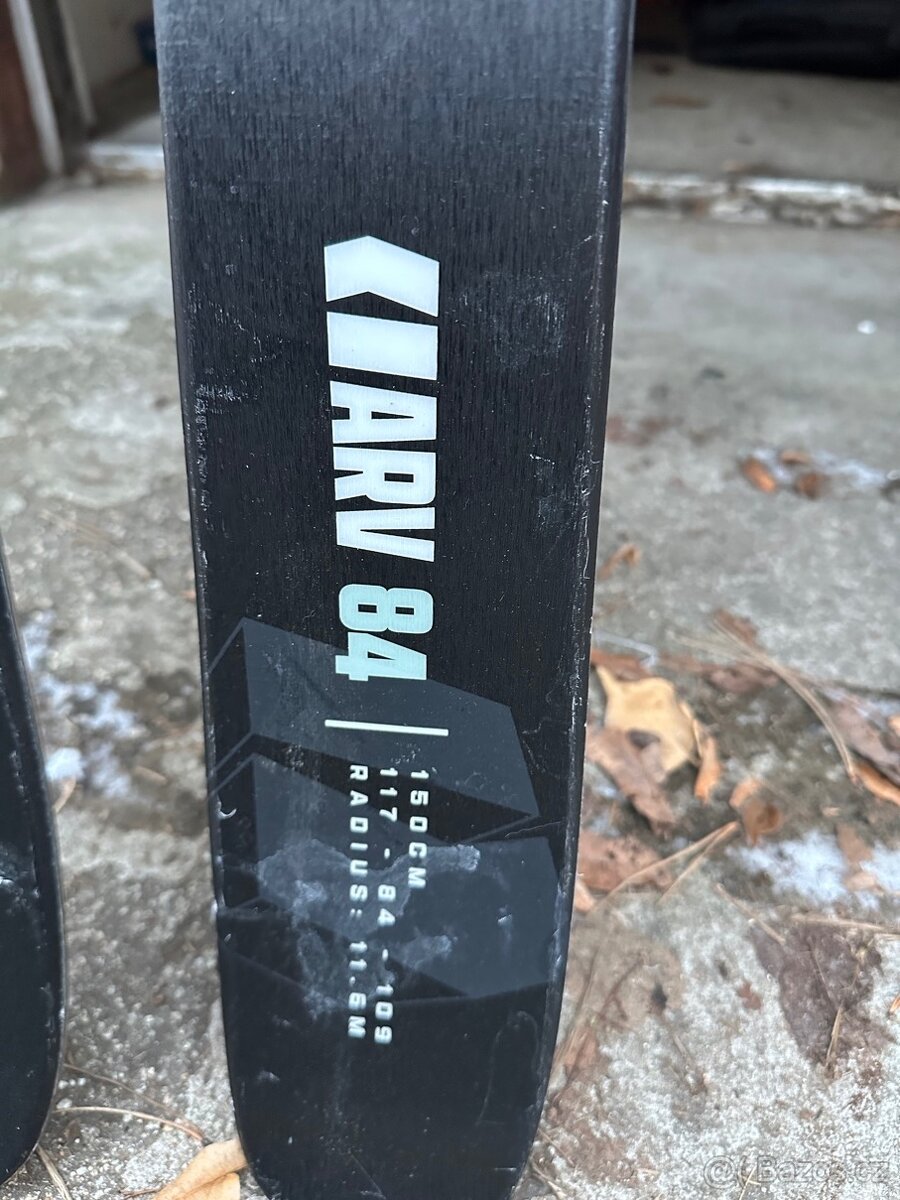 ARV 84
150CM
117 - 84 - 109
RADIUS: 11.6M
© Bazos.cz